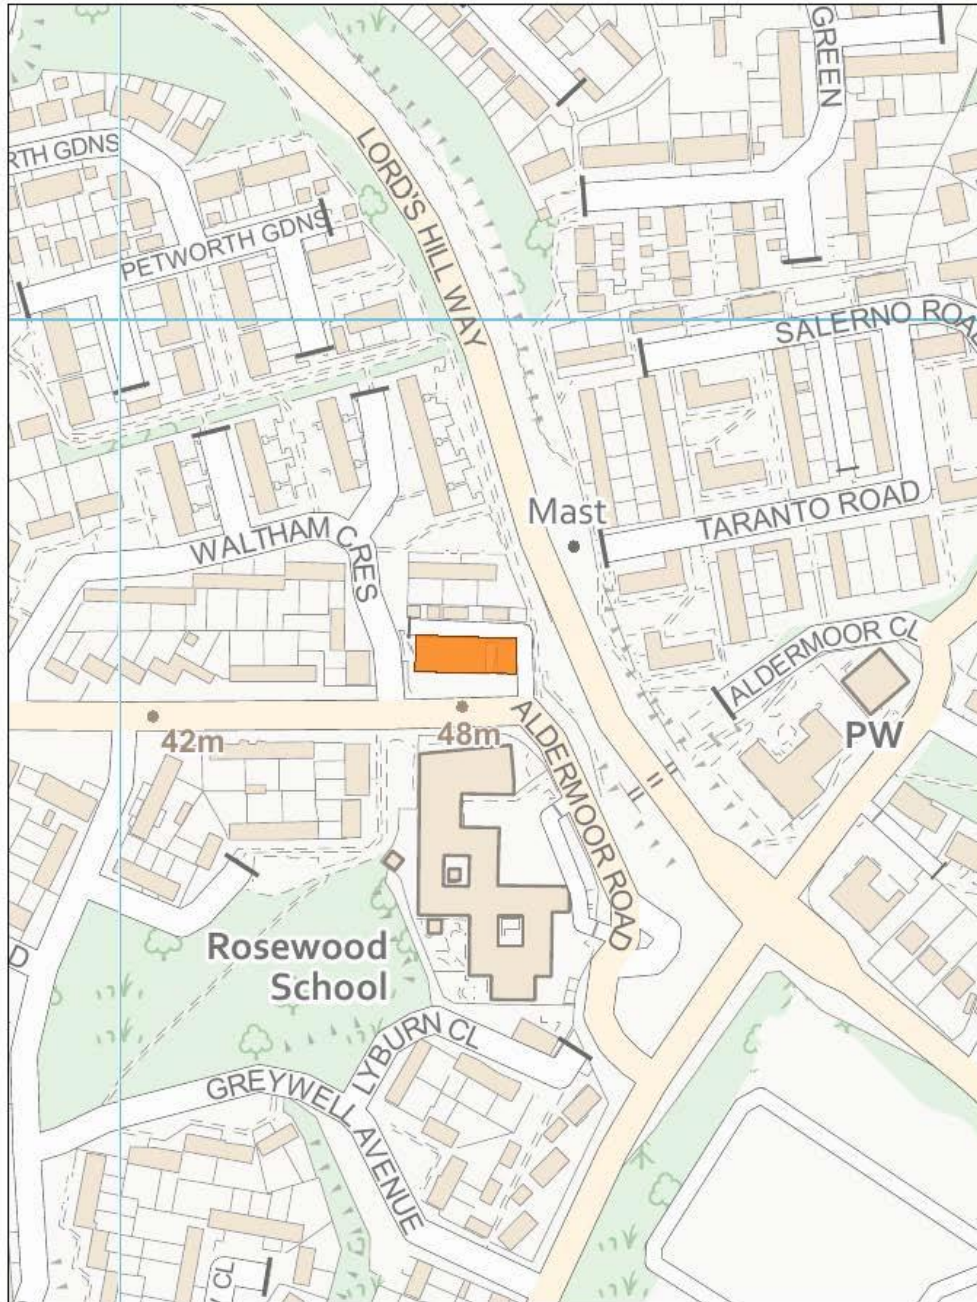 GREEN
RTH GDNS
LORD'S HILL WAY
PETWORTH GDNS
SALERNO ROAD
Mast
TARANTO ROAD
WALTHAM CRES
ALDERMOOR CL
PW
42m
48m
ALDERMOOR ROAD
D
Rosewood
School
LYBURN CL
GREYWELL AVENUE
CL